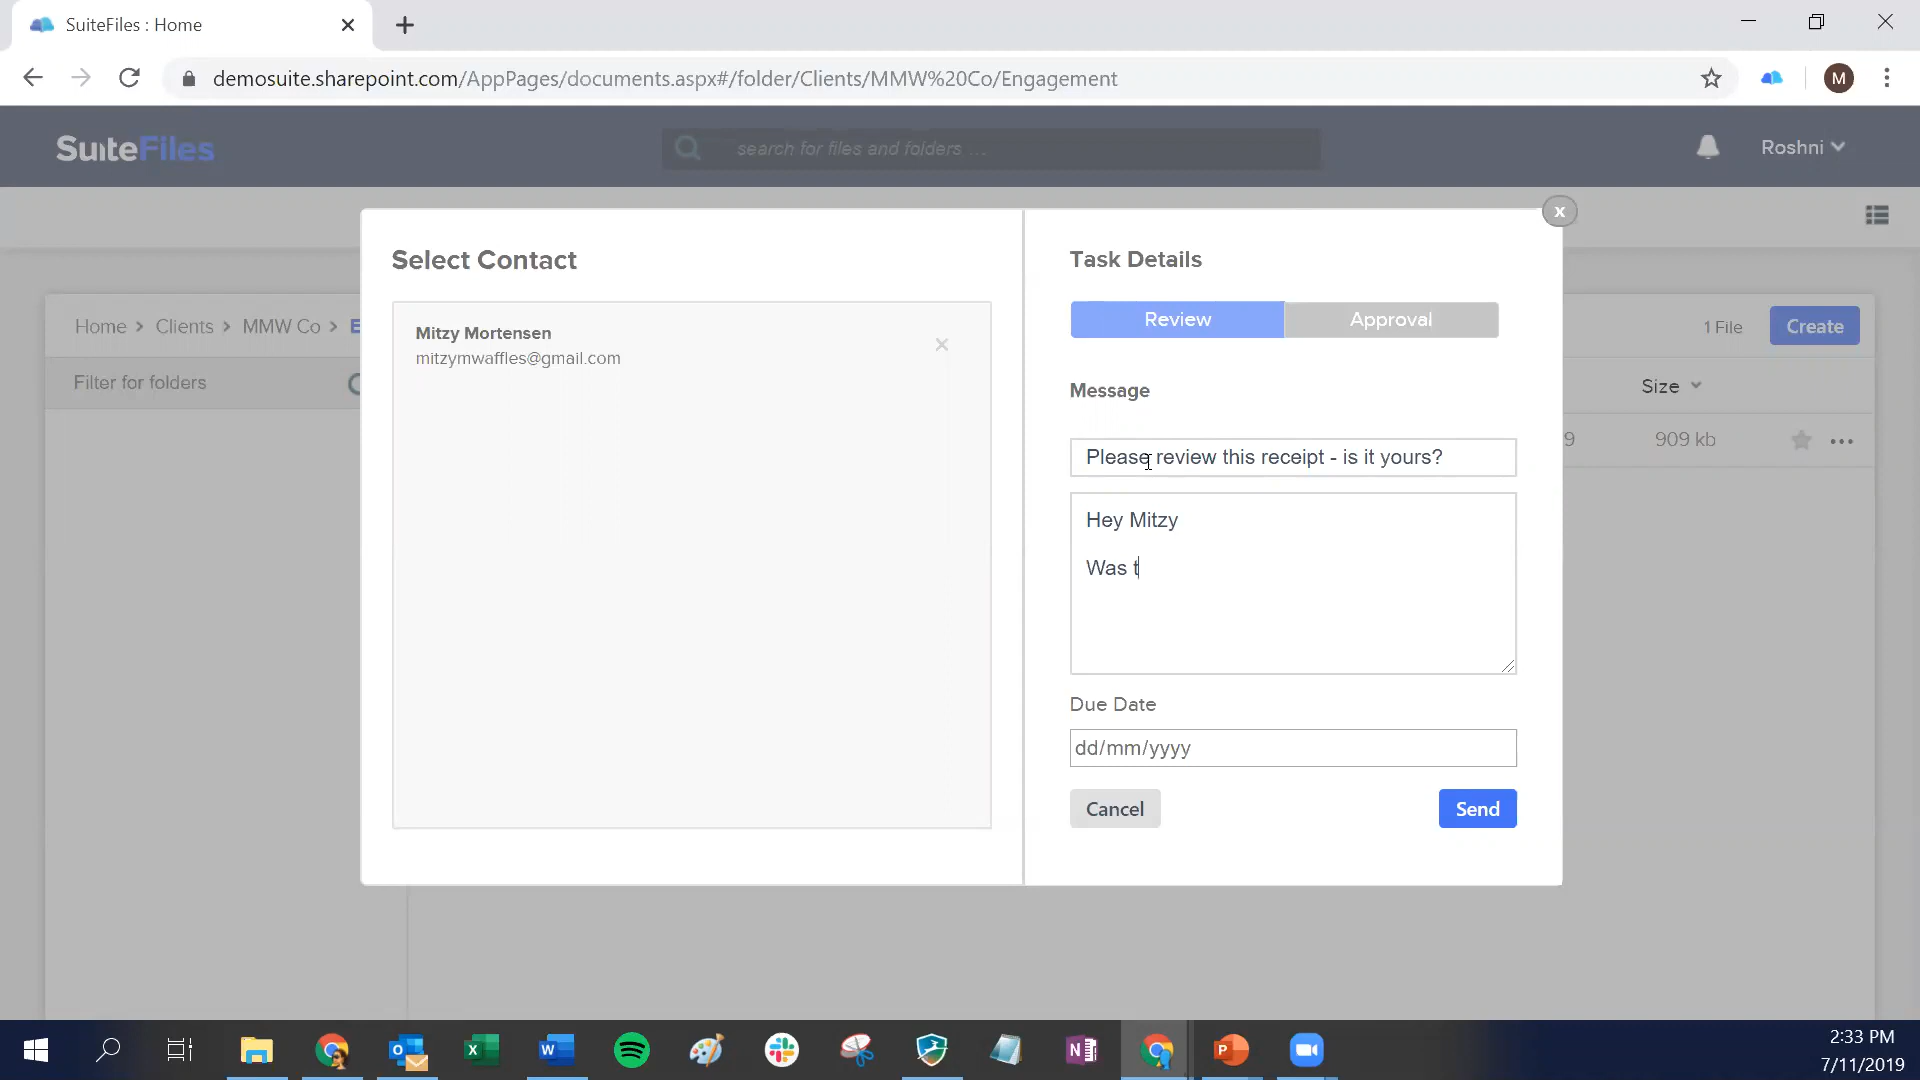 SuiteFiles : Home
demosuite.sharepoint.com/AppPages/documents.aspx#/folder/Clients/MMW%20Co/Engagement
M
SuiteFiles
search for files and folders ...
Roshni
x
Select Contact
Task Details
Mitzy Mortensen
mitzymwaffles@gmail.com
Review
Approval
Home > Clients > MMW Co > E
1 File
Create
Filter for folders
Size
Message
9
909 kb
Please review this receipt - is it yours?
Hey Mitzy
Was t
Due Date
dd/mm/yyyy
Cancel
Send
2:33 PM
7/11/2019